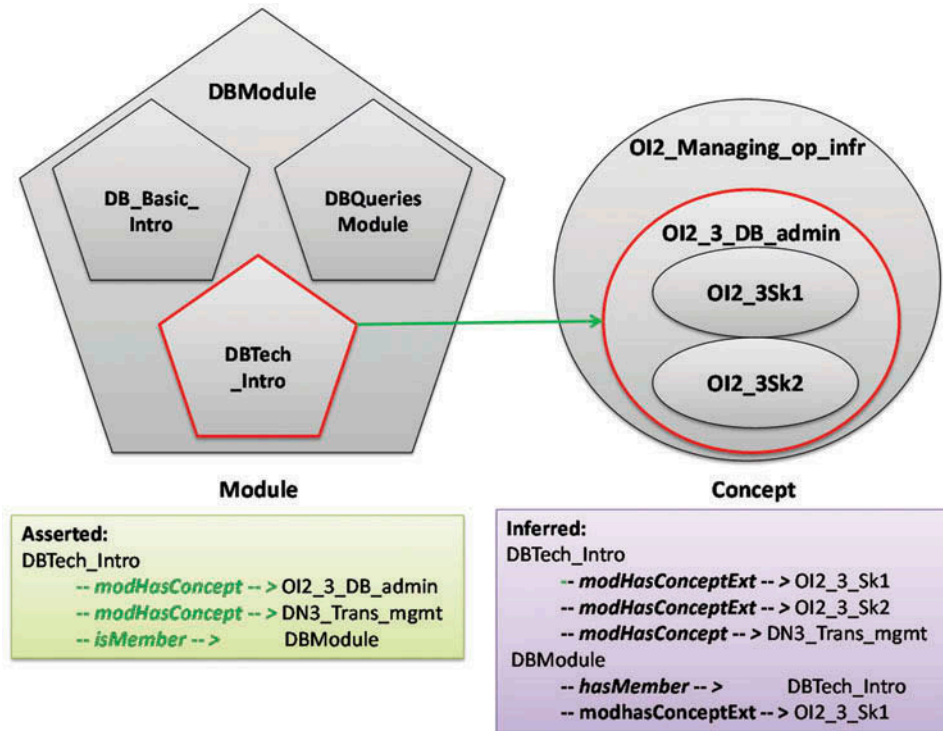 DBModule
DB_Basic_
Intro
DBQueries
Module
DBTech
_Intro
Module
OI2_Managing_op_infr
OI2_3_DB_admin
OI2_3Sk1
OI2_3Sk2
Concept
Asserted:
DBTech_Intro
-- modHasConcept -- > OI2_3_DB_admin
-- modHasConcept -- > DN3_Trans_mgmt
-- isMember -- > DBModule
Inferred:
DBTech_Intro
-- modHasConceptExt -- > OI2_3_Sk1
-- modHasConceptExt -- > OI2_3_Sk2
-- modHasConcept -- > DN3_Trans_mgmt
DBModule
-- hasMember -- > DBTech_Intro
-- modhasConceptExt -- > OI2_3_Sk1